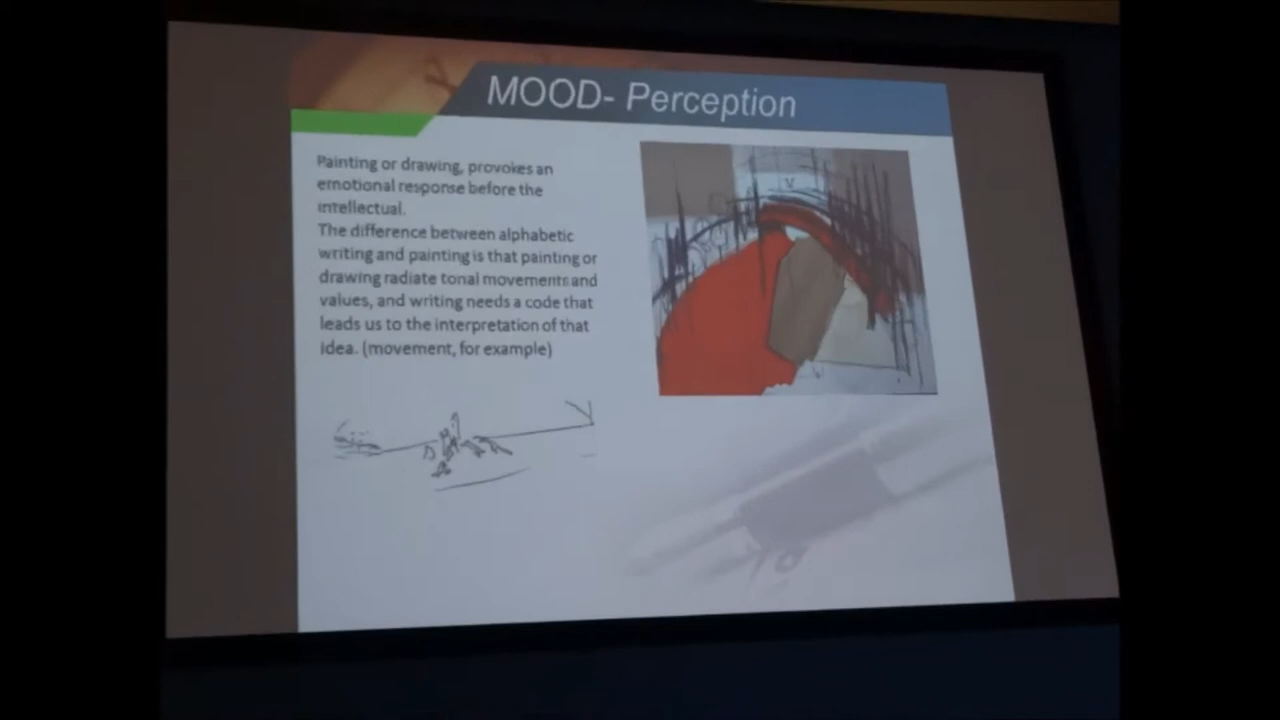 MOOD- Perception
Painting or drawing, provokes an
emotional response before the
intellectual.
The difference between alphabetic
writing and painting is that painting or
drawing radiate tonal movements and
values, and writing needs a code that
leads us to the interpretation of that
idea. (movement, for example)